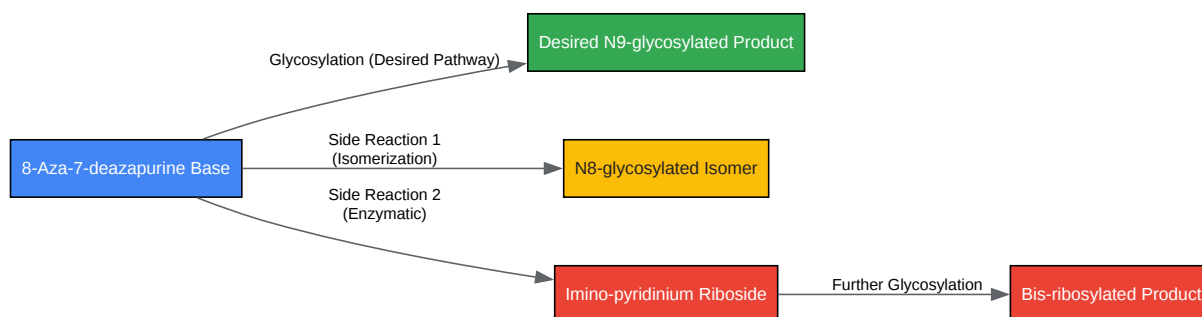 Desired N9-glycosylated Product
Glycosylation (Desired Pathway)
8-Aza-7-deazapurine Base
Side Reaction 1
(Isomerization)
N8-glycosylated Isomer
Side Reaction 2
(Enzymatic)
Imino-pyridinium Riboside
Further Glycosylation
Bis-ribosylated Product